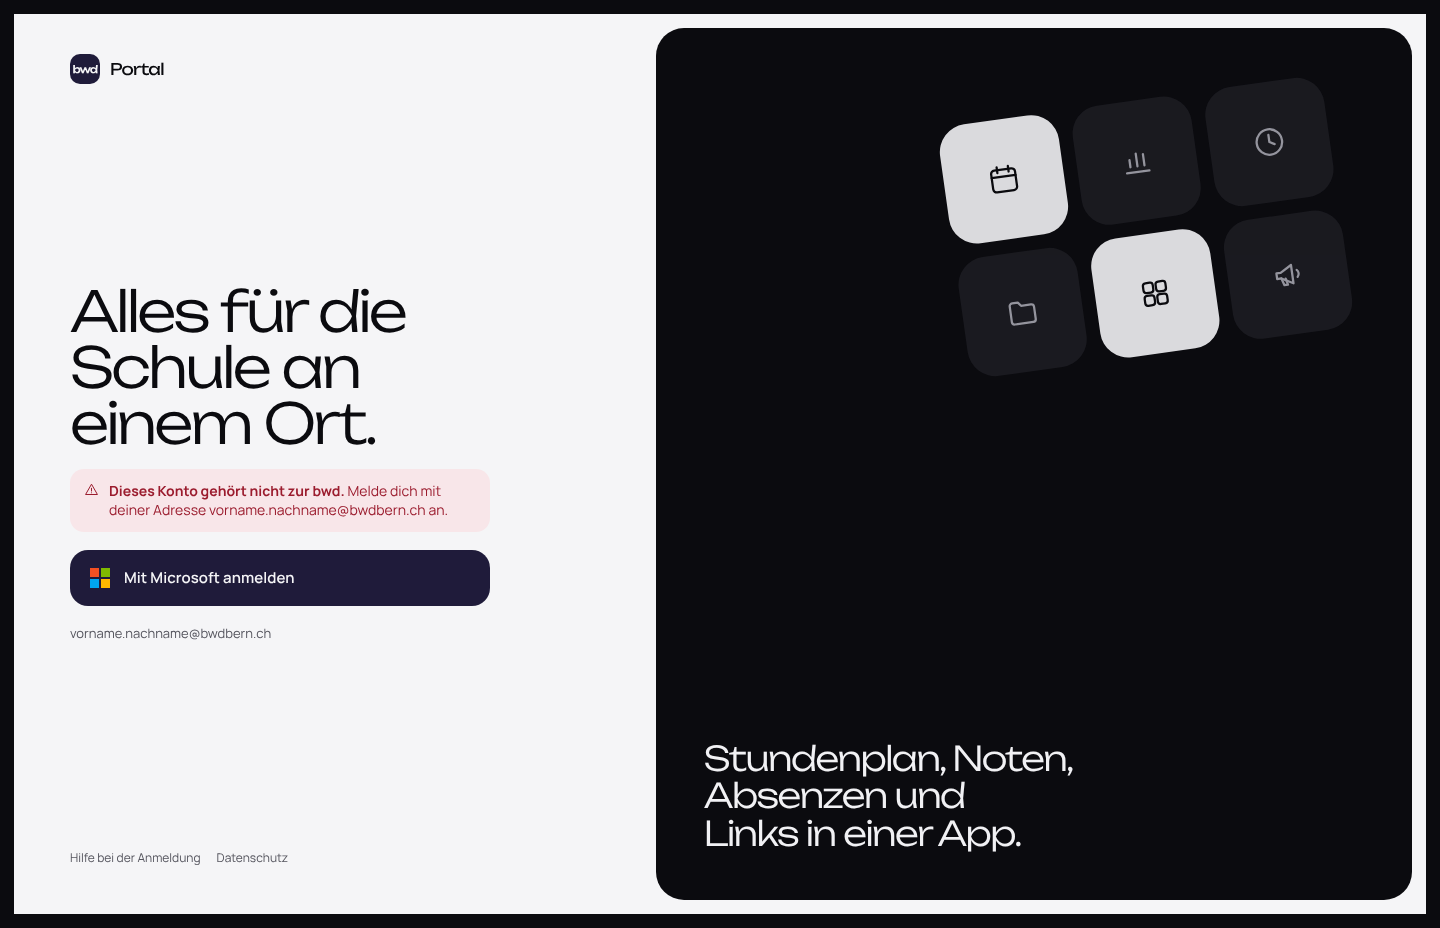 bwd Portal
Alles für die
Schule an
einem Ort.
Dieses Konto gehört nicht zur bwd. Melde dich mit
deiner Adresse vorname.nachname@bwdbern.ch an.
Mit Microsoft anmelden
vorname.nachname@bwdbern.ch
Hilfe bei der Anmeldung Datenschutz
Stundenplan, Noten,
Absenzen und
Links in einer App.